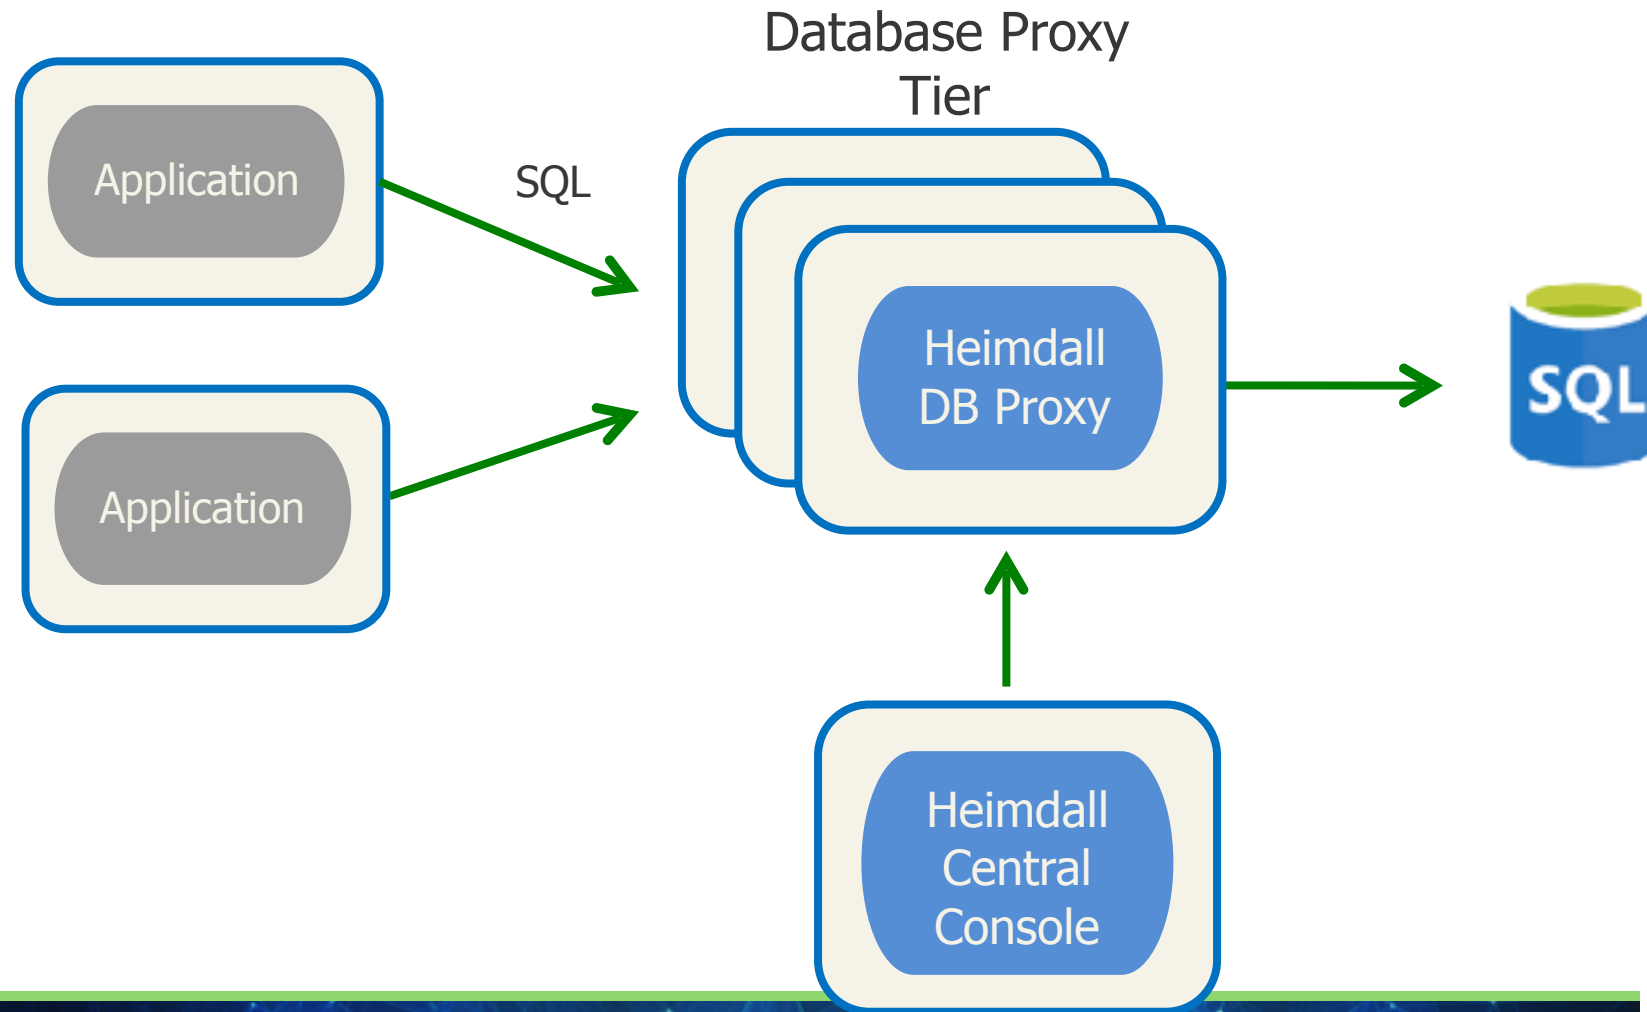 Database Proxy
Tier
Application
SQL
Heimdall
DB Proxy
SQL
Application
Heimdall
Central
Console